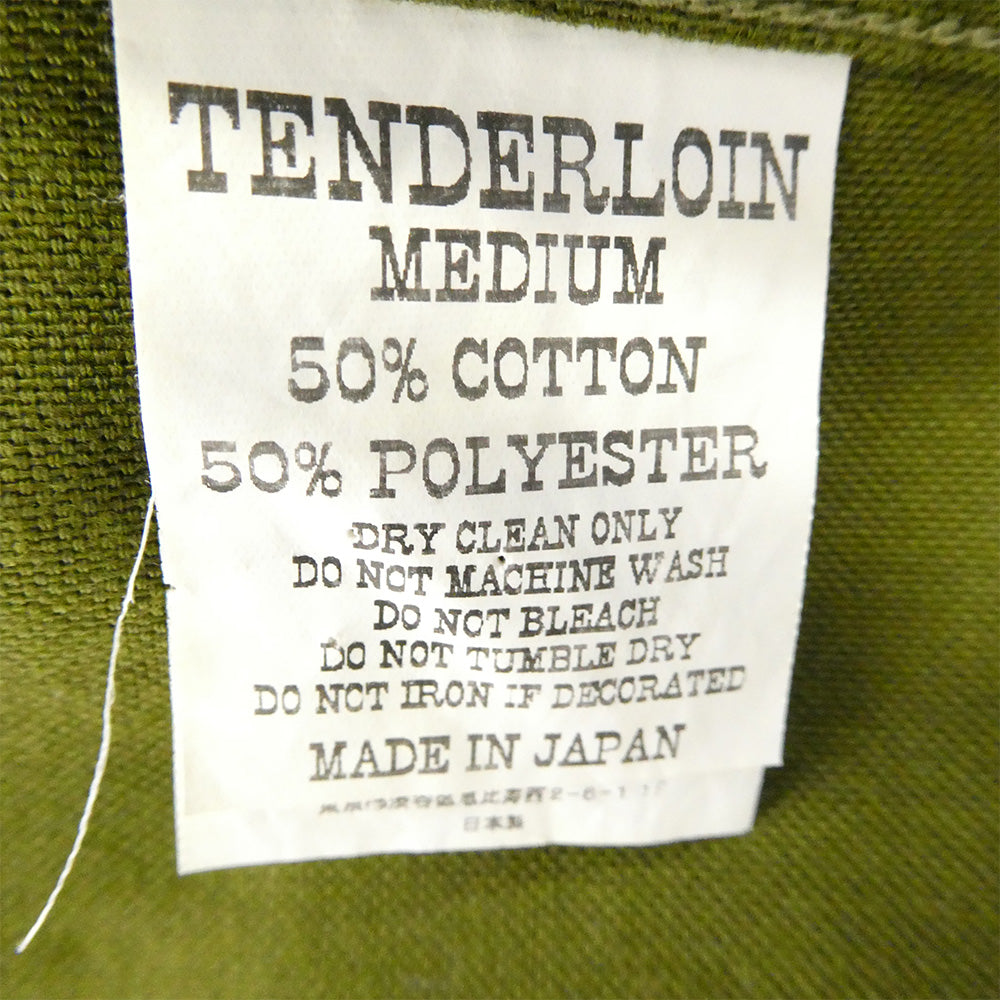 TENDERLOIN
MEDIUM
50% COTTON
50% POLYESTER
DRY CLEAN ONLY
DO NOT MACHINE WASH
DO NOT BLEACH
DO NOT TUMBLE DRY
DO NOT IRON IF DECORATED
MADE IN JAPAN
日本製